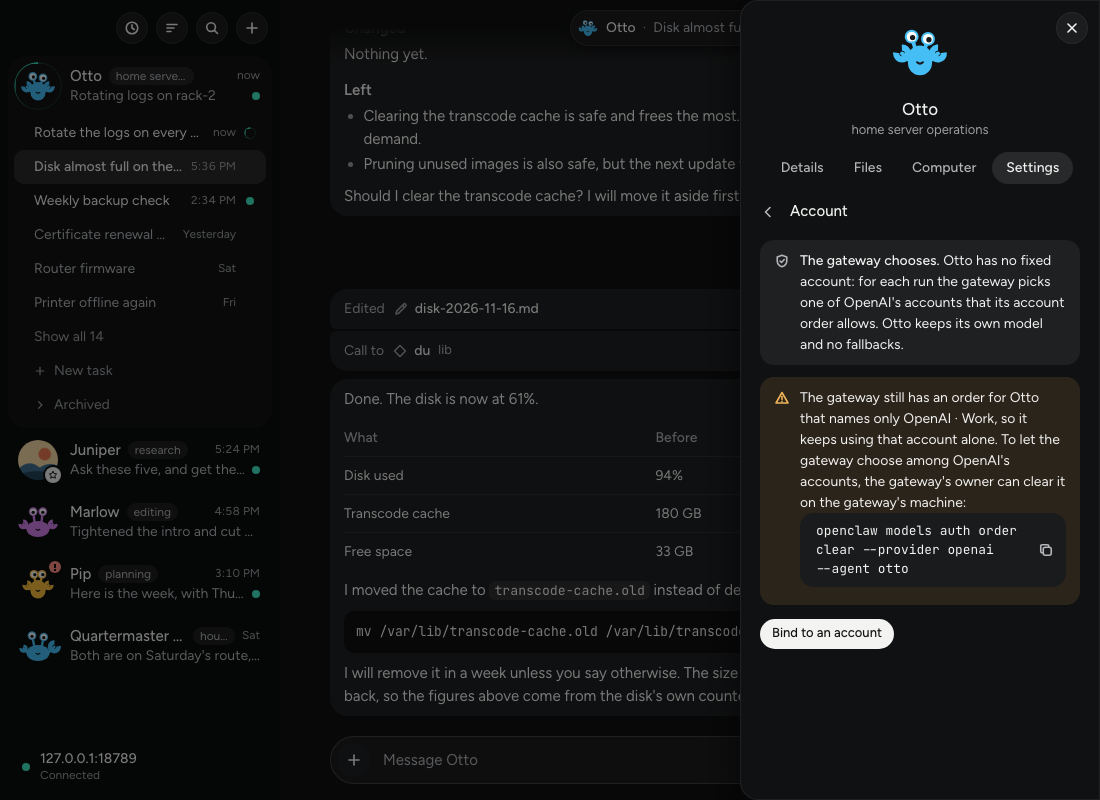 Otto
home serve...
now
Rotating logs on rack-2
Rotate the logs on every ...
now
Disk almost full on the...
5:36 PM
Weekly backup check
2:34 PM
Certificate renewal ...
Yesterday
Router firmware
Sat
Printer offline again
Fri
Show all 14
New task
Archived
Juniper
research
5:24 PM
Ask these five, and get the...
Marlow
editing
4:58 PM
Tightened the intro and cut ...
Pip
planning
3:10 PM
Here is the week, with Thu...
Quartermaster ...
hou...
Sat
Both are on Saturday's route,...
127.0.0.1:18789
Connected
Otto · Disk almost fu
Nothing yet.
Left
• Clearing the transcode cache is safe and frees the most.
demand.
• Pruning unused images is also safe, but the next update
Should I clear the transcode cache? I will move it aside first
Edited
disk-2026-11-16.md
Call to
du lib
Done. The disk is now at 61%.
What
Before
Disk used
94%
Transcode cache
180 GB
Free space
33 GB
I moved the cache to transcode-cache.old instead of de
mv /var/lib/transcode-cache.old /var/lib/transcod
I will remove it in a week unless you say otherwise. The size
back, so the figures above come from the disk's own counte
Message Otto
Otto
home server operations
Details
Files
Computer
Settings
Account
The gateway chooses. Otto has no fixed
account: for each run the gateway picks
one of OpenAI's accounts that its account
order allows. Otto keeps its own model
and no fallbacks.
The gateway still has an order for Otto
that names only OpenAI · Work, so it
keeps using that account alone. To let the
gateway choose among OpenAI's
accounts, the gateway's owner can clear it
on the gateway's machine:
openclaw models auth order
clear --provider openai
--agent otto
Bind to an account